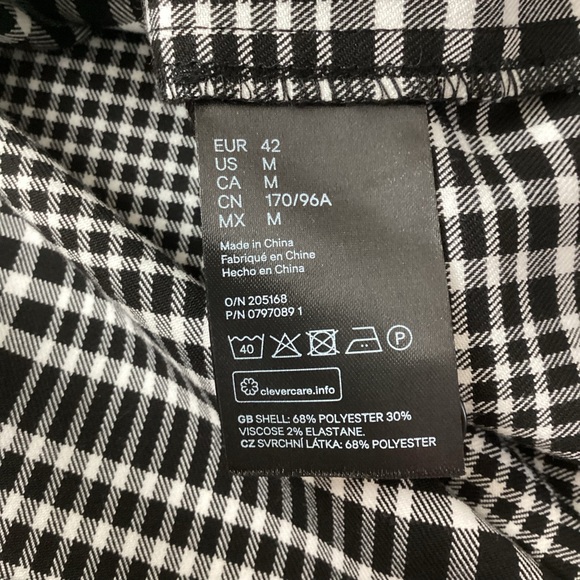 EUR 42
US M
CA M
CN 170/96A
MX M
Made in China
Fabriqué en Chine
Hecho en China
O/N 205168
P/N 0797089 1
40 P
clevercare.info
GB SHELL: 68% POLYESTER 30%
VISCOSE 2% ELASTANE.
CZ SVRCHNÍ LÁTKA: 68% POLYESTER